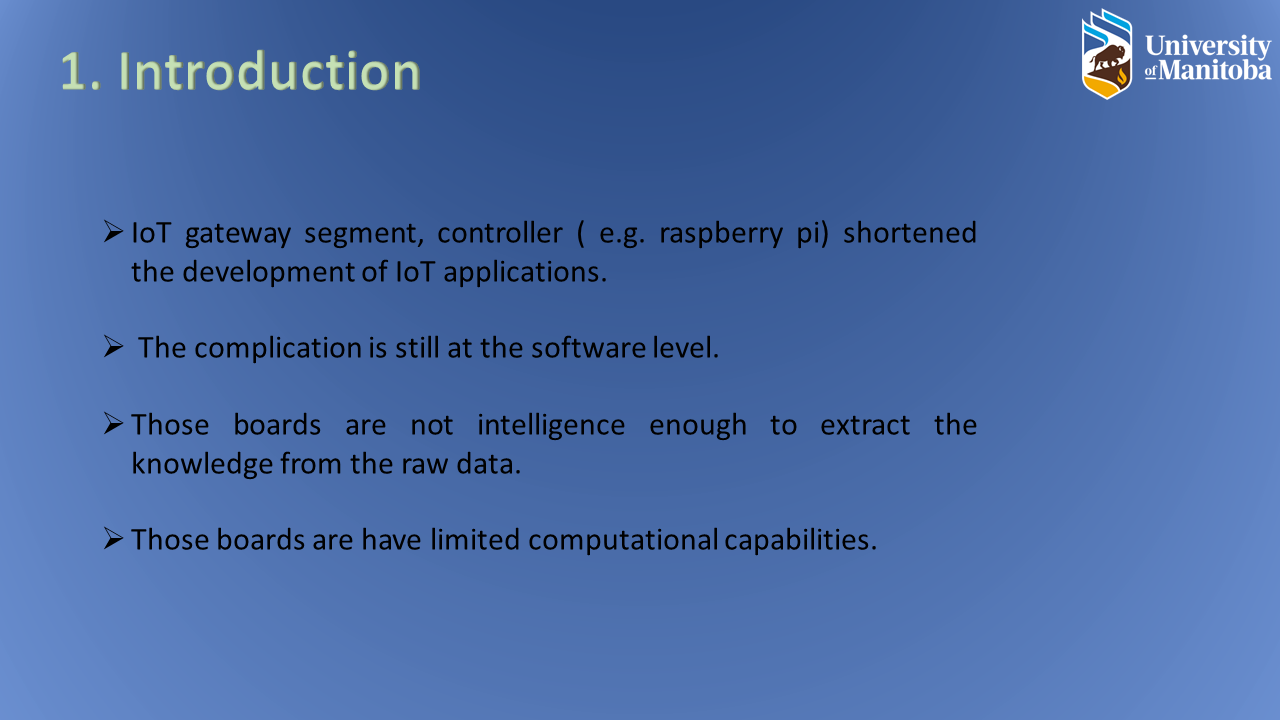 1. Introduction
University
of Manitoba
➢ IoT gateway segment, controller ( e.g. raspberry pi) shortened
the development of IoT applications.
➢ The complication is still at the software level.
➢ Those boards are not intelligence enough to extract the
knowledge from the raw data.
➢ Those boards are have limited computational capabilities.